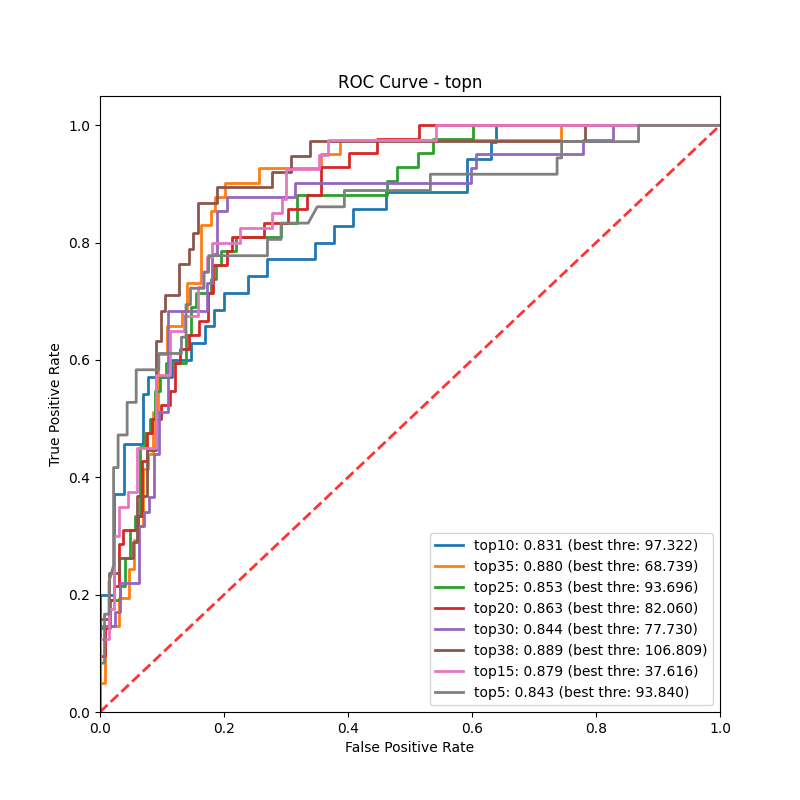 ROC Curve - topn
True Positive Rate
1.0
0.8
0.6
0.4
0.2
0.0
top10: 0.831 (best thre: 97.322)
top35: 0.880 (best thre: 68.739)
top25: 0.853 (best thre: 93.696)
top20: 0.863 (best thre: 82.060)
top30: 0.844 (best thre: 77.730)
top38: 0.889 (best thre: 106.809)
top15: 0.879 (best thre: 37.616)
top5: 0.843 (best thre: 93.840)
0.0 0.2 0.4 0.6 0.8 1.0
False Positive Rate